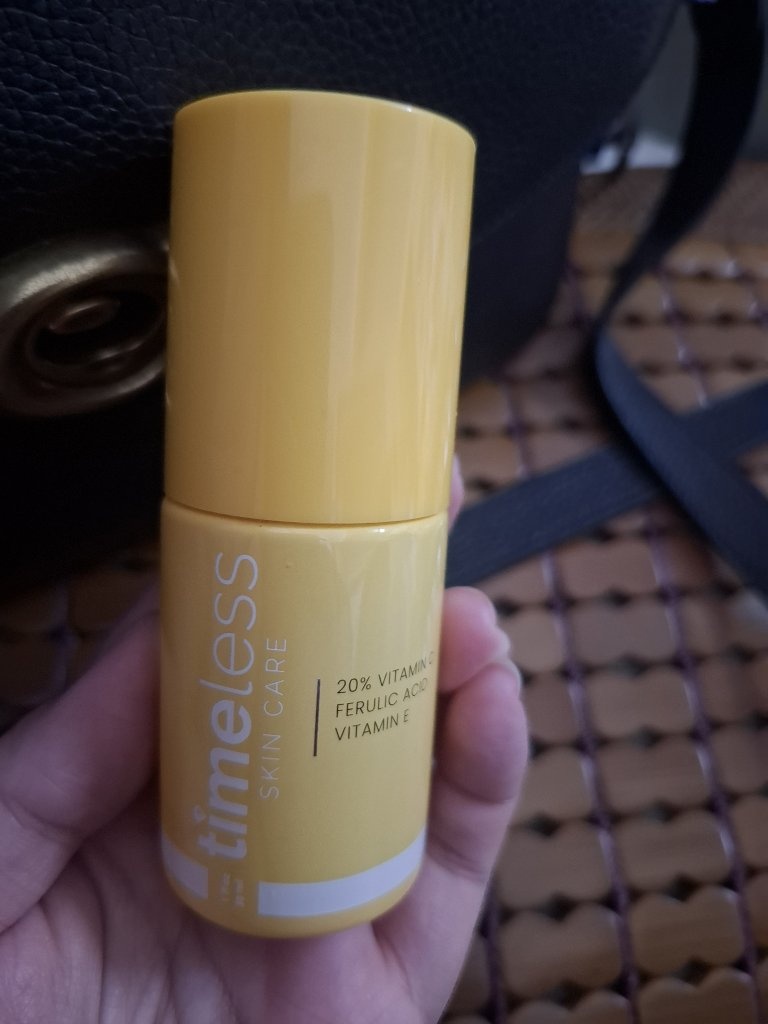 timeless
SKIN CARE
20% VITAMIN C
FERULIC ACID
VITAMIN E